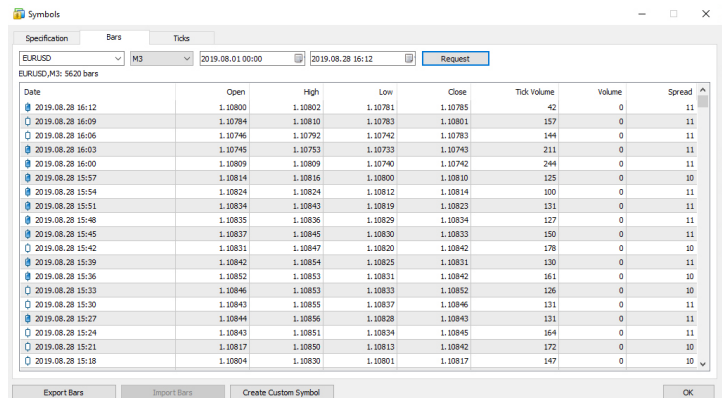 Symbols
Specification Bars Ticks
EURUSD M3 2019.08.01 00:00 2019.08.28 16:12 Request
EURUSD,M3: 5620 bars
Date Open High Low Close Tick Volume Volume Spread
2019.08.28 16:12 1.10800 1.10802 1.10781 1.10785 42 0 11
2019.08.28 16:09 1.10784 1.10810 1.10783 1.10801 157 0 11
2019.08.28 16:06 1.10746 1.10792 1.10742 1.10783 144 0 11
2019.08.28 16:03 1.10745 1.10753 1.10733 1.10743 211 0 11
2019.08.28 16:00 1.10809 1.10809 1.10740 1.10742 244 0 11
2019.08.28 15:57 1.10814 1.10816 1.10800 1.10810 125 0 10
2019.08.28 15:54 1.10824 1.10824 1.10812 1.10814 100 0 11
2019.08.28 15:51 1.10834 1.10843 1.10819 1.10823 131 0 11
2019.08.28 15:48 1.10835 1.10836 1.10829 1.10834 127 0 11
2019.08.28 15:45 1.10837 1.10845 1.10830 1.10833 150 0 11
2019.08.28 15:42 1.10831 1.10847 1.10820 1.10842 178 0 10
2019.08.28 15:39 1.10842 1.10854 1.10825 1.10831 130 0 11
2019.08.28 15:36 1.10852 1.10853 1.10831 1.10842 161 0 10
2019.08.28 15:33 1.10846 1.10853 1.10833 1.10852 126 0 10
2019.08.28 15:30 1.10843 1.10855 1.10837 1.10846 131 0 11
2019.08.28 15:27 1.10844 1.10856 1.10828 1.10843 131 0 11
2019.08.28 15:24 1.10843 1.10851 1.10834 1.10845 164 0 11
2019.08.28 15:21 1.10817 1.10850 1.10813 1.10842 172 0 10
2019.08.28 15:18 1.10804 1.10830 1.10801 1.10817 147 0 10
Export Bars Import Bars Create Custom Symbol OK